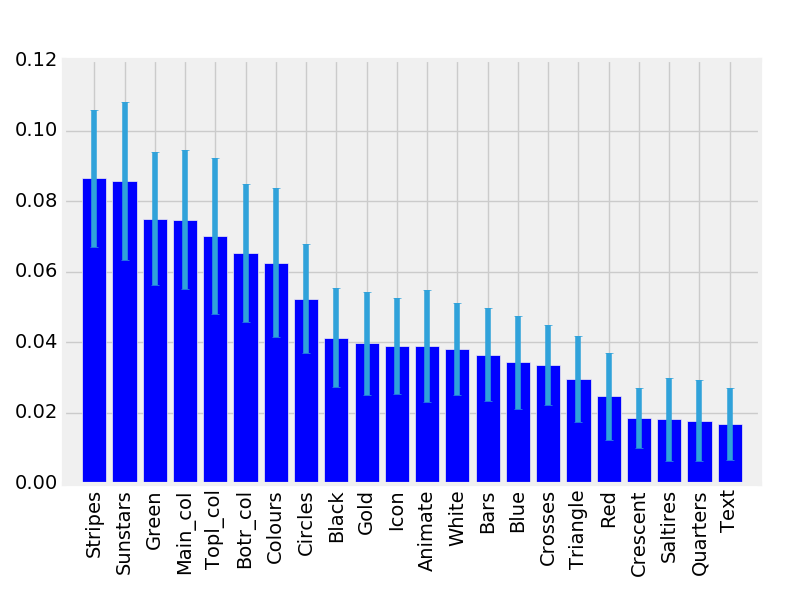 0.12
0.10
0.08
0.06
0.04
0.02
0.00
Stripes
Sunstars
Green
Main_col
Topl_col
Botr_col
Colours
Circles
Black
Gold
Icon
Animate
White
Bars
Blue
Crosses
Triangle
Red
Crescent
Saltires
Quarters
Text